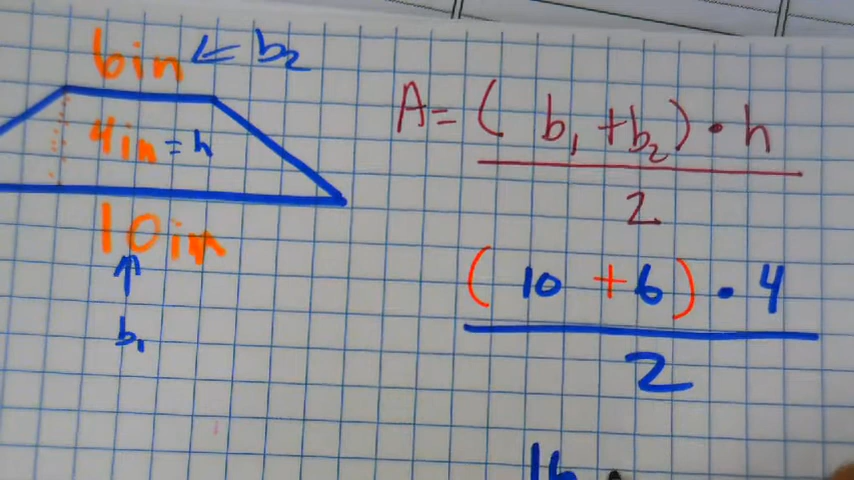 6in ← b₂
4in = h
10in
↑
b₁
A = (b₁ + b₂) • h
2
(10 + 6) • 4
2
16